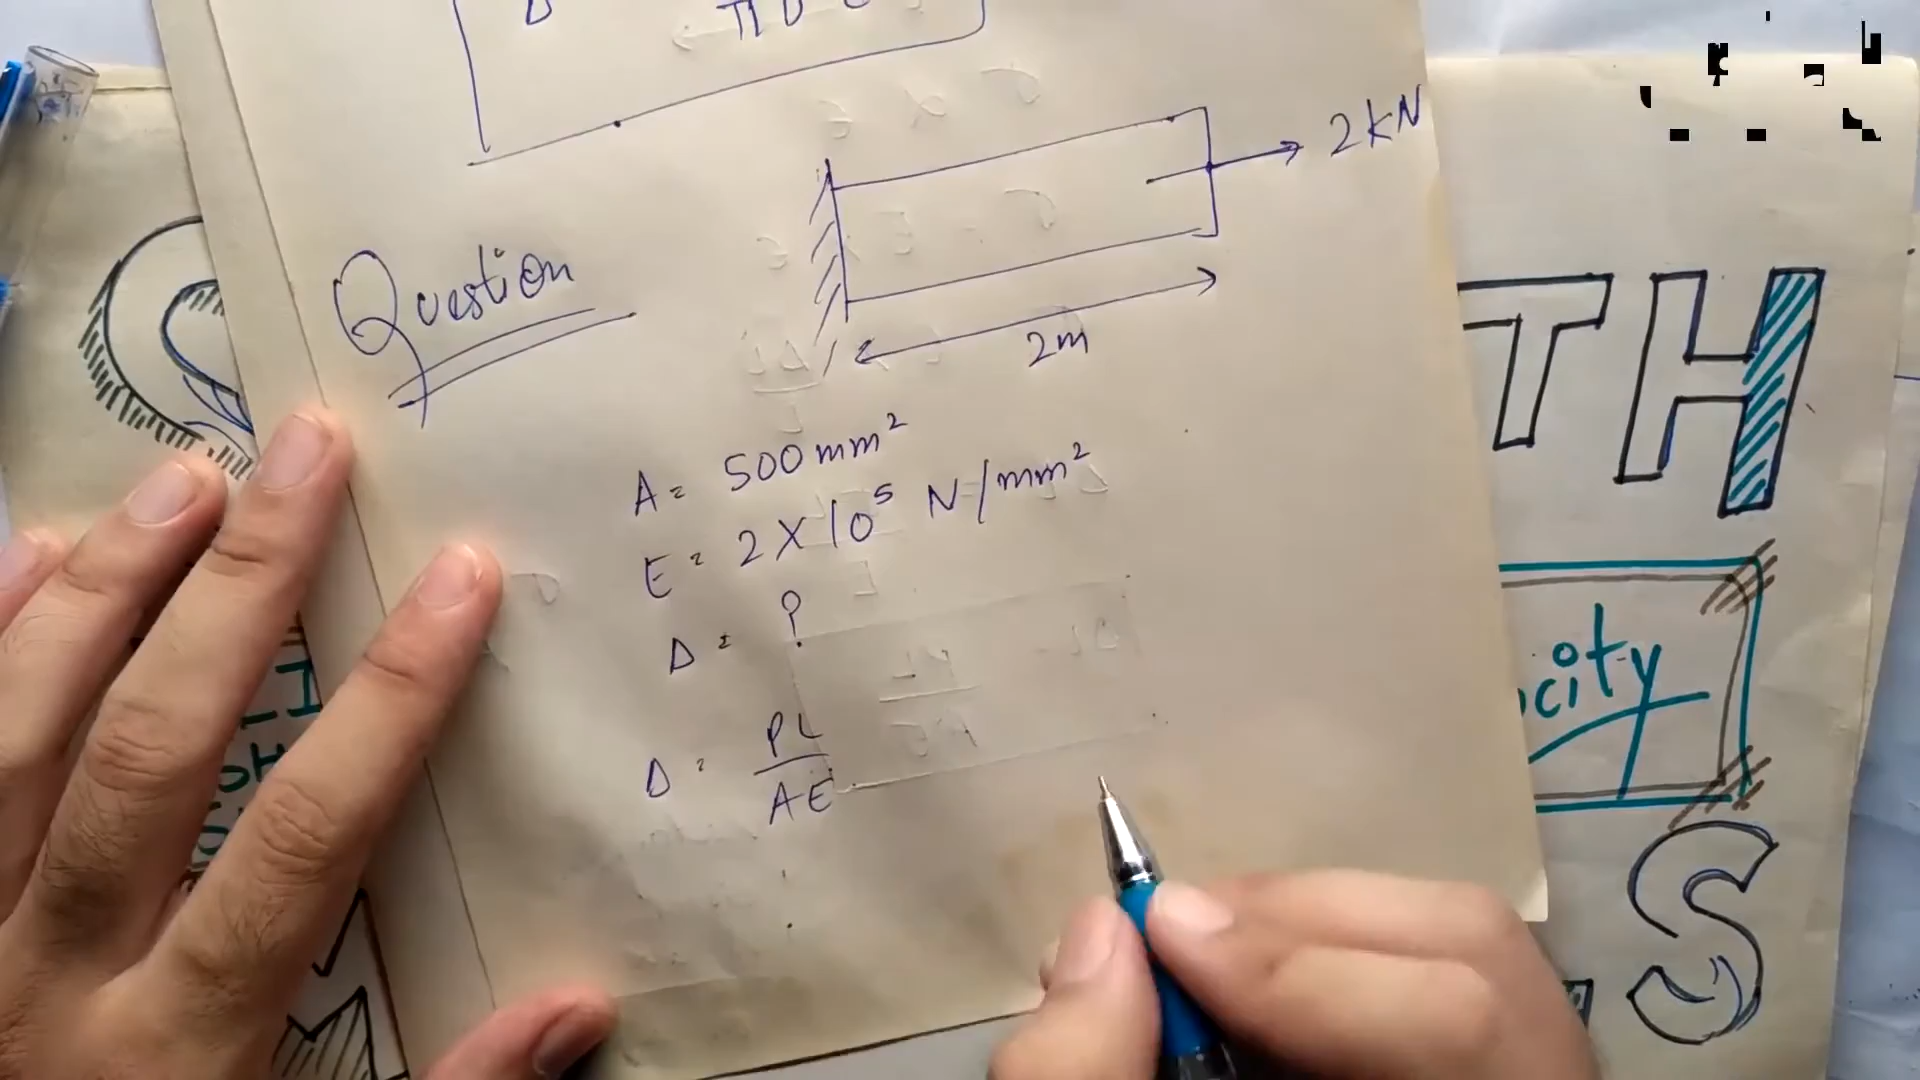 2kN
Question
2m
A = 500 mm²
E = 2 X 10⁵ N/mm²
Δ = ?
Δ = PL/AE
TH
city
S